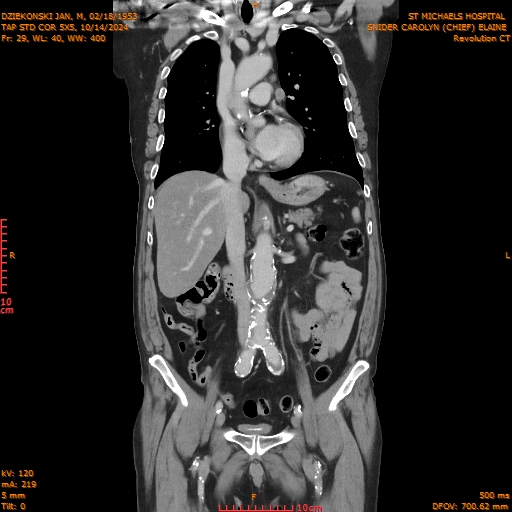 DZIEKONSKI JAN, M, 02/18/1953
TAP STD COR 5X5, 10/14/2024
Fr: 29, WL: 40, WW: 400
ST MICHAELS HOSPITAL
SNIDER CAROLYN (CHIEF) ELAINE
Revolution CT
R
L
10
cm
kV: 120
mA: 219
5 mm
Tilt: 0
F
10cm
500 ms
DFOV: 700.62 mm